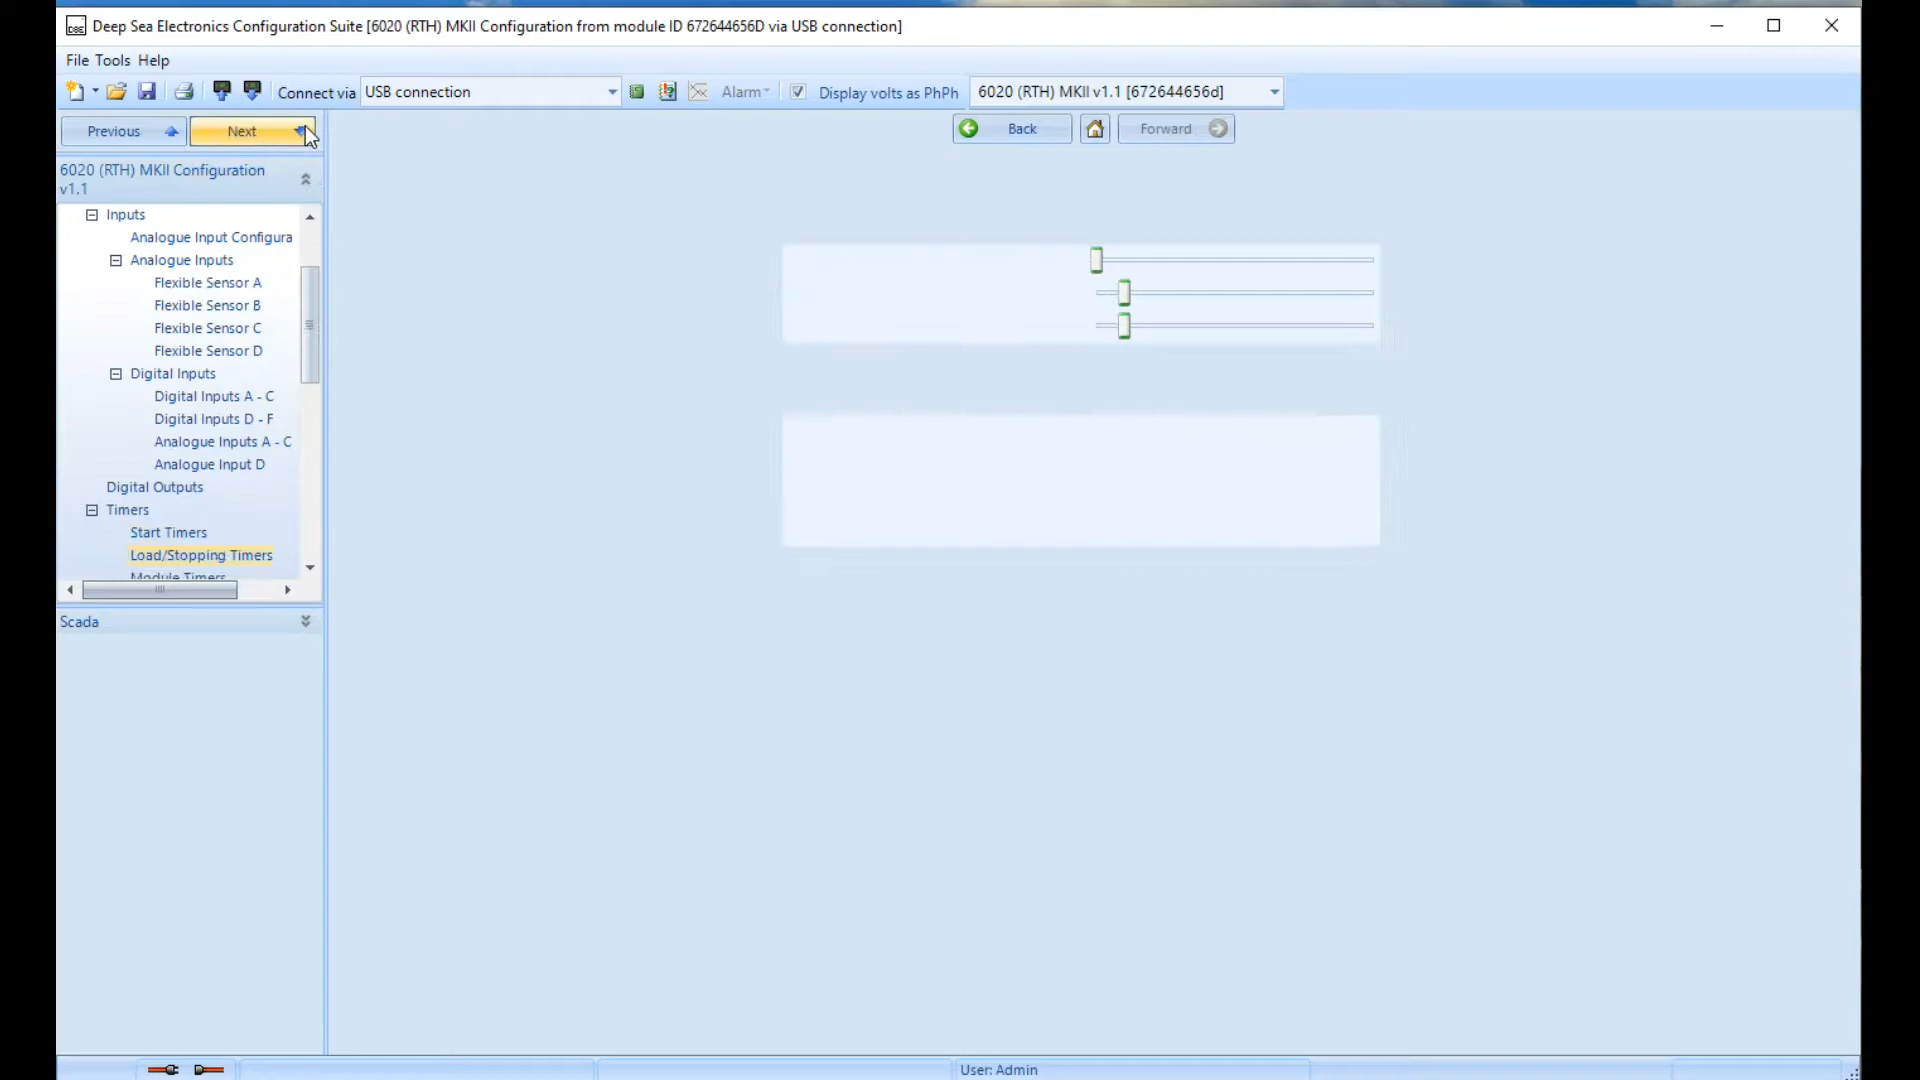 Deep Sea Electronics Configuration Suite [6020 (RTH) MKII Configuration from module ID 672644656D via USB connection]
File Tools Help
Connect via USB connection Alarm Display volts as PhPh 6020 (RTH) MKII v1.1 [672644656d]
Previous Next Back Forward
6020 (RTH) MKII Configuration
v1.1
Inputs
Analogue Input Configura
Analogue Inputs
Flexible Sensor A
Flexible Sensor B
Flexible Sensor C
Flexible Sensor D
Digital Inputs
Digital Inputs A - C
Digital Inputs D - F
Analogue Inputs A - C
Analogue Input D
Digital Outputs
Timers
Start Timers
Load/Stopping Timers
Module Timers
Scada
User: Admin